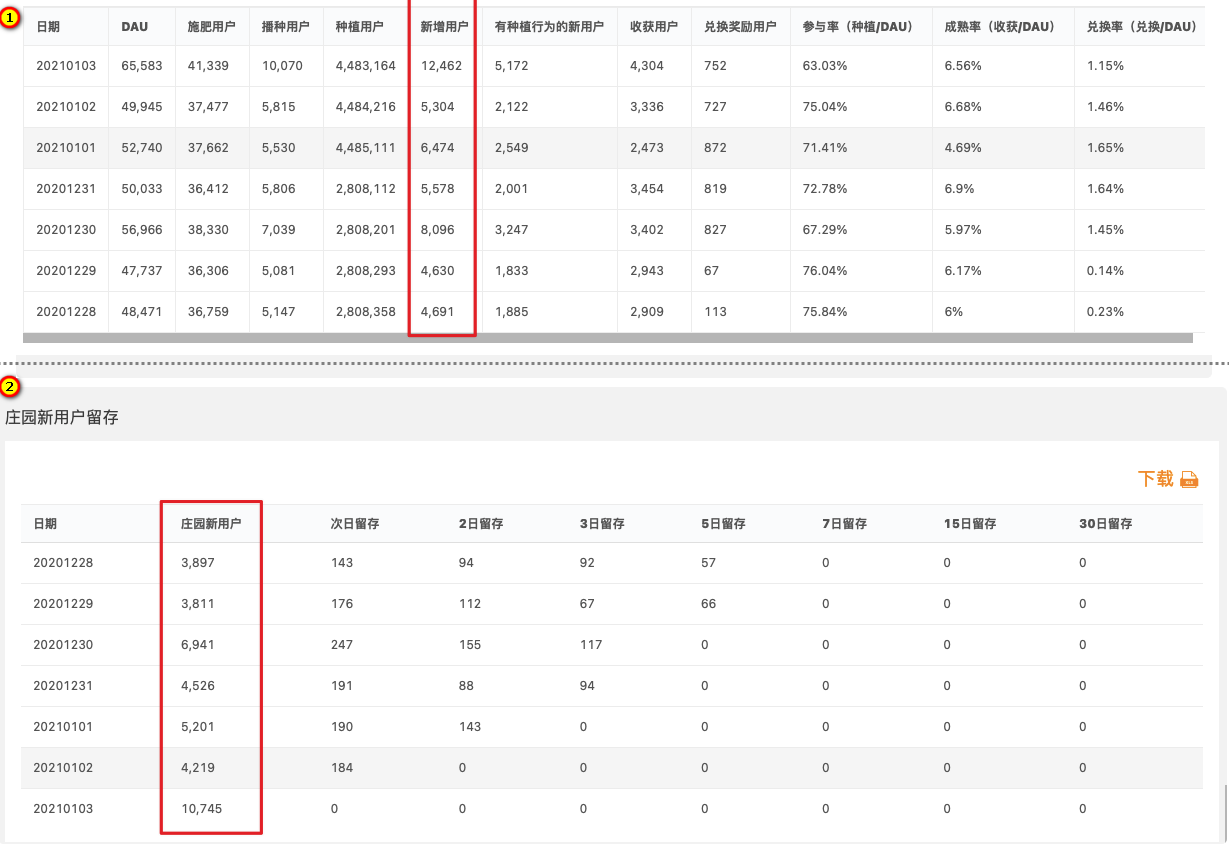 1
日期 DAU 施肥用户 播种用户 种植用户 新增用户 有种植行为的新用户 收获用户 兑换奖励用户 参与率（种植/DAU） 成熟率（收获/DAU） 兑换率（兑换/DAU）
20210103 65,583 41,339 10,070 4,483,164 12,462 5,172 4,304 752 63.03% 6.56% 1.15%
20210102 49,945 37,477 5,815 4,484,216 5,304 2,122 3,336 727 75.04% 6.68% 1.46%
20210101 52,740 37,662 5,530 4,485,111 6,474 2,549 2,473 872 71.41% 4.69% 1.65%
20201231 50,033 36,412 5,806 2,808,112 5,578 2,001 3,454 819 72.78% 6.9% 1.64%
20201230 56,966 38,330 7,039 2,808,201 8,096 3,247 3,402 827 67.29% 5.97% 1.45%
20201229 47,737 36,306 5,081 2,808,293 4,630 1,833 2,943 67 76.04% 6.17% 0.14%
20201228 48,471 36,759 5,147 2,808,358 4,691 1,885 2,909 113 75.84% 6% 0.23%
2
庄园新用户留存
下载
日期 庄园新用户 次日留存 2日留存 3日留存 5日留存 7日留存 15日留存 30日留存
20201228 3,897 143 94 92 57 0 0 0
20201229 3,811 176 112 67 66 0 0 0
20201230 6,941 247 155 117 0 0 0 0
20201231 4,526 191 88 94 0 0 0 0
20210101 5,201 190 143 0 0 0 0 0
20210102 4,219 184 0 0 0 0 0 0
20210103 10,745 0 0 0 0 0 0 0